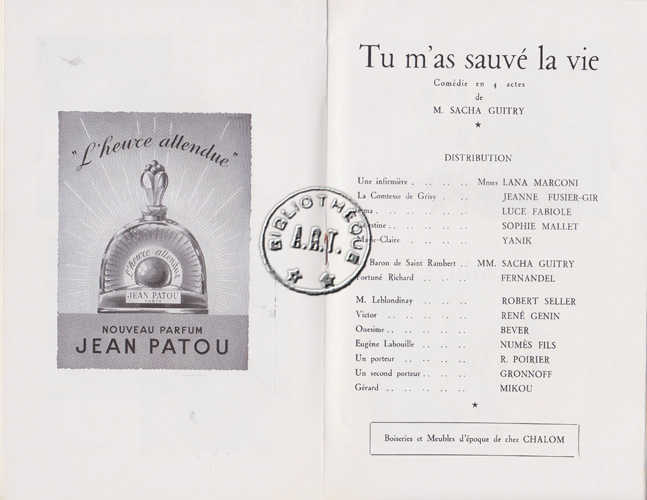 "L'heure attendue"
L'heure attendue
JEAN PATOU
PARIS
NOUVEAU PARFUM
JEAN PATOU
BIBLIOTHÈQUE
A.R.T.
Tu m'as sauvé la vie
Comédie en 4 actes
de
M. SACHA GUITRY
DISTRIBUTION
Une infirmière . . . . . Mmes LANA MARCONI
La Comtesse de Grisy . . . JEANNE FUSIER-GIR
LUCE FABIOLE
SOPHIE MALLET
-Claire . . . . . YANIK
Baron de Saint Rambert . . MM. SACHA GUITRY
Fortuné Richard . . . . . FERNANDEL
M. Leblondinay . . . . . ROBERT SELLER
Victor . . . . . RENÉ GENIN
Onesime . . . . . BEVER
Eugène Lahouille . . . . . NUMÈS FILS
Un porteur . . . . . R. POIRIER
Un second porteur . . . . . GRONNOFF
Gérard . . . . . MIKOU
Boiseries et Meubles d'époque de chez CHALOM